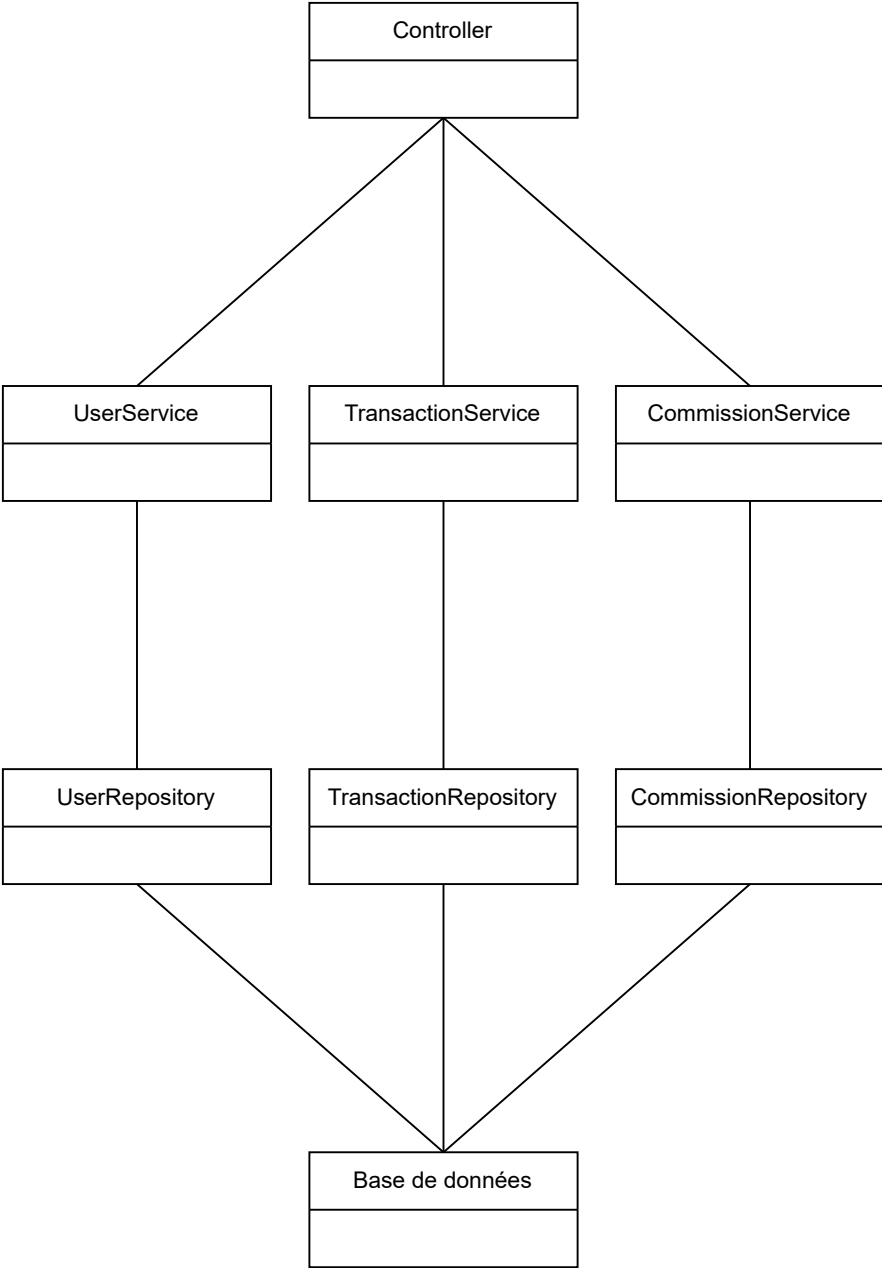 Controller
UserService
TransactionService
CommissionService
UserRepository
TransactionRepository
CommissionRepository
Base de données